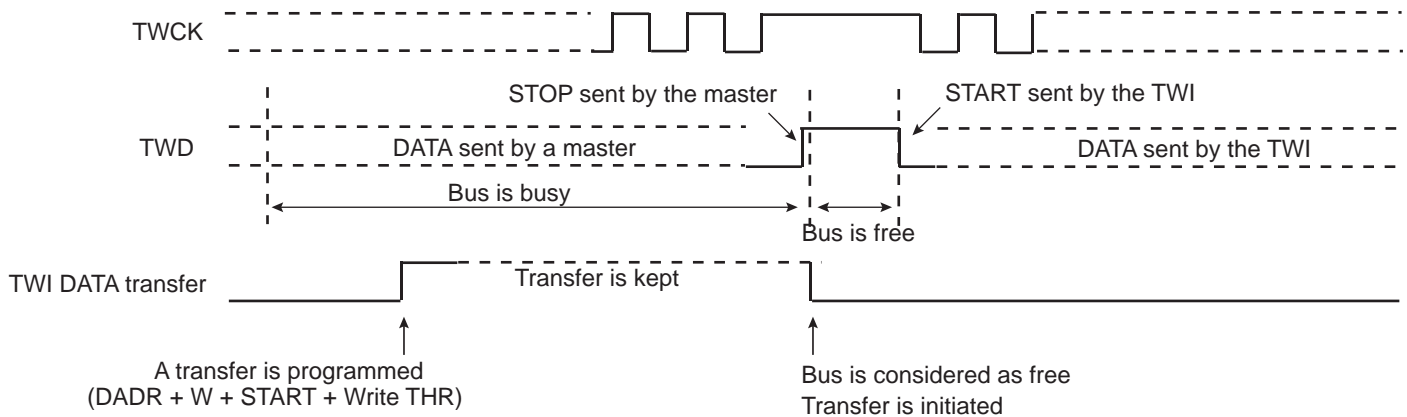 TWCK
STOP sent by the master
START sent by the TWI
TWD
DATA sent by a master
DATA sent by the TWI
Bus is busy
Bus is free
TWI DATA transfer
Transfer is kept
A transfer is programmed
(DADR + W + START + Write THR)
Bus is considered as free
Transfer is initiated